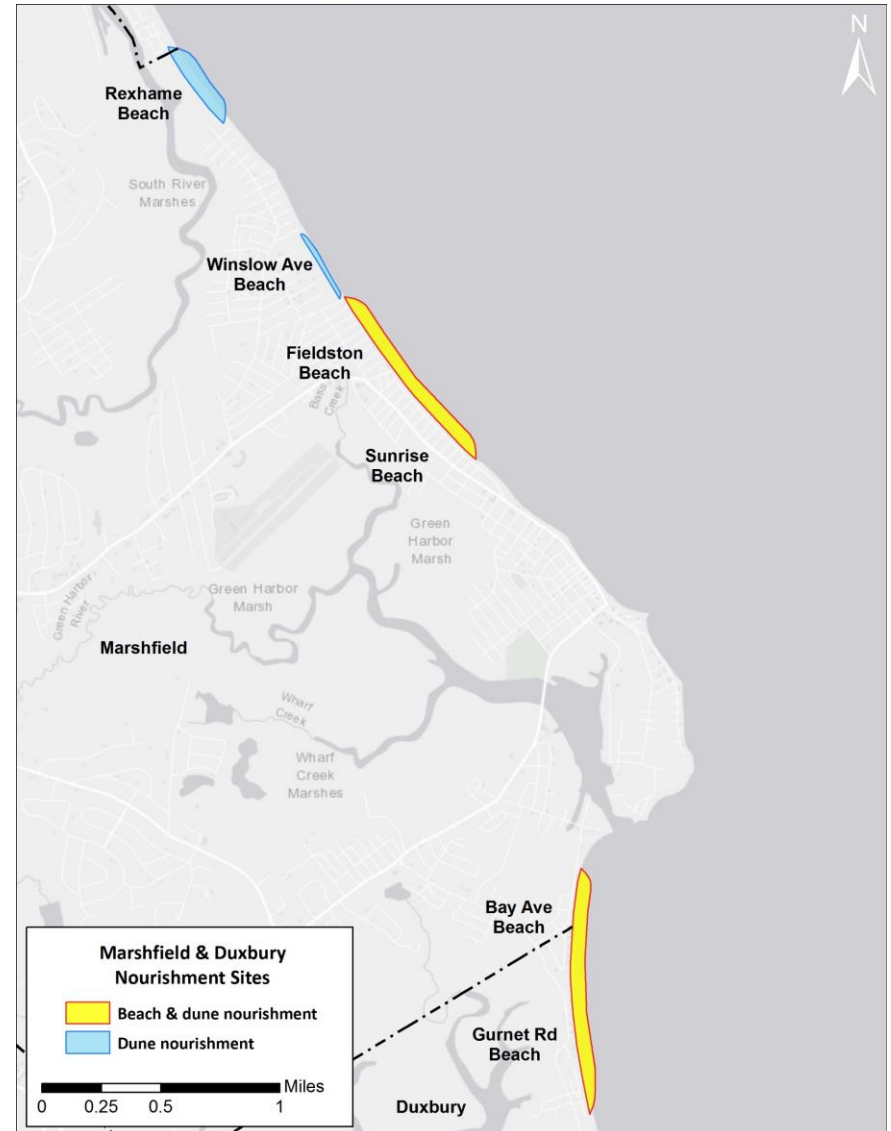 N
Rexhame
Beach
South River
Marshes
Winslow Ave
Beach
Fieldston
Beach
Bass
Creek
Sunrise
Beach
Green
Harbor
Marsh
Green Harbor
Marsh
Green Harbor
River
Marshfield
Wharf
Creek
Wharf
Creek
Marshes
Bay Ave
Beach
Marshfield & Duxbury
Nourishment Sites
Beach & dune nourishment
Dune nourishment
Miles
0 0.25 0.5 1
Gurnet Rd
Beach
Duxbury